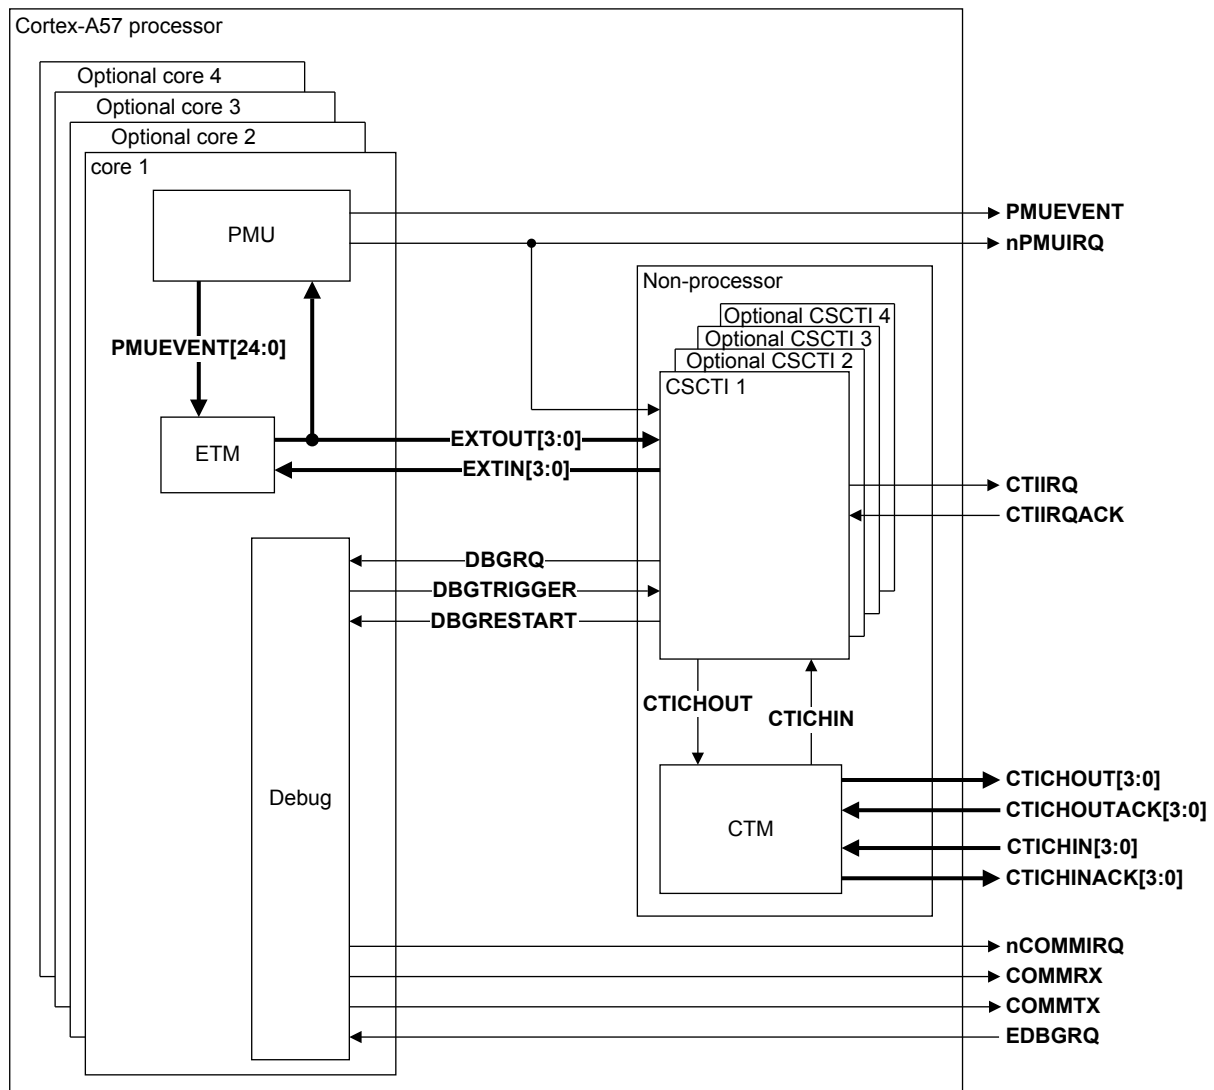 Cortex-A57 processor
Optional core 4
Optional core 3
Optional core 2
core 1
PMU
PMUEVENT
nPMUIRQ
Non-processor
Optional CSCTI 4
Optional CSCTI 3
Optional CSCTI 2
CSCTI 1
PMUEVENT[24:0]
ETM
EXTOUT[3:0]
EXTIN[3:0]
CTIIRQ
CTIIRQACK
DBGRQ
DBGTRIGGER
DBGRESTART
CTICHOUT
CTICHIN
Debug
CTM
CTICHOUT[3:0]
CTICHOUTACK[3:0]
CTICHIN[3:0]
CTICHINACK[3:0]
nCOMMIRQ
COMMRX
COMMTX
EDBGRQ